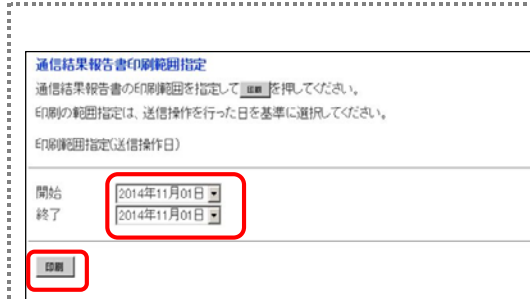 通信結果報告書印刷範囲指定
通信結果報告書の印刷範囲を指定して 印刷 を押してください。
印刷の範囲指定は、送信操作を行った日を基準に選択してください。
印刷範囲指定(送信操作日)
開始 2014年11月01日
終了 2014年11月01日
印刷